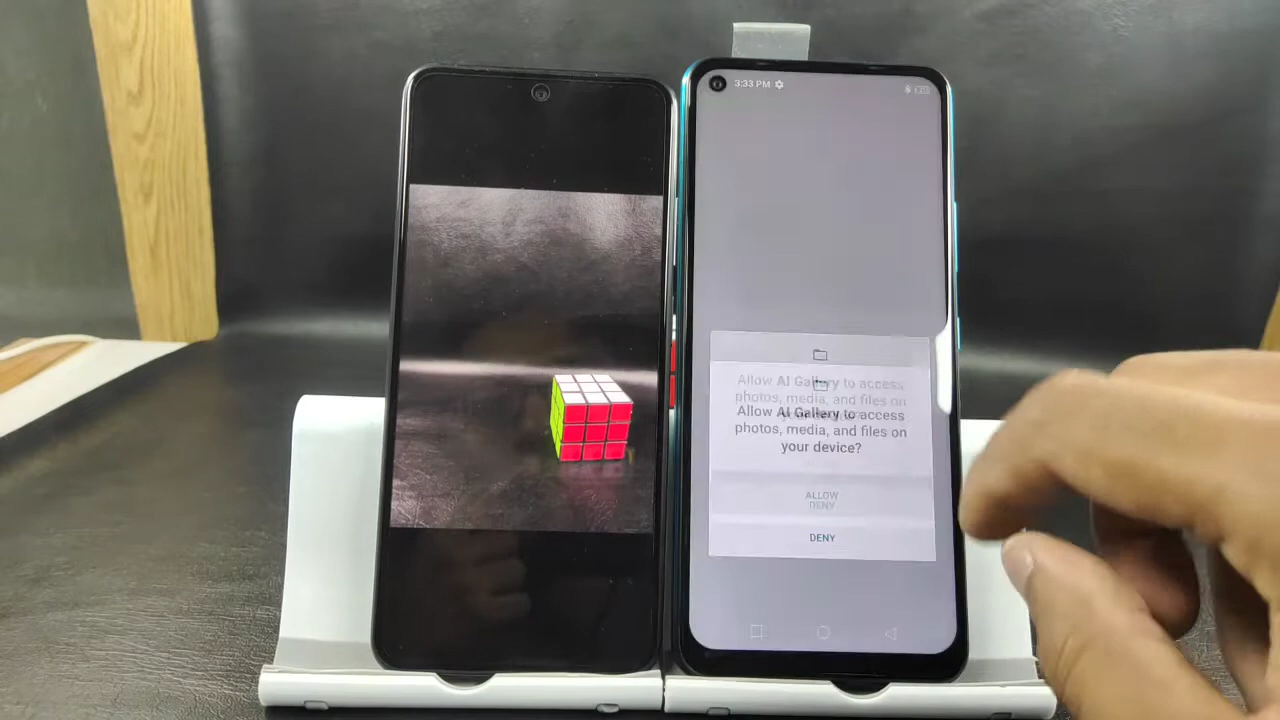 3:33 PM
Allow AI Gallery to access
photos, media, and files on
Allow AI Gallery to access
photos, media, and files on
your device?
ALLOW
DENY
DENY